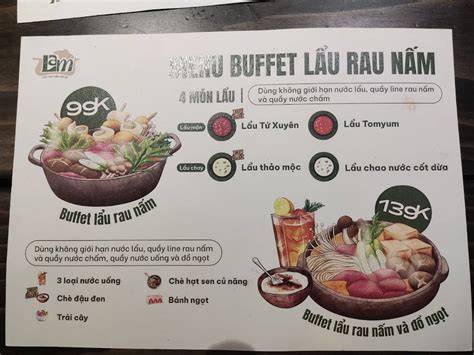 Lam
MENU BUFFET LẨU RAU NẤM
99K
4 MÓN LẨU
Dùng không giới hạn nước lẩu, quầy line rau nấm
và quầy nước chấm
Lẩu mặn
Lẩu Tứ Xuyên
Lẩu Tomyum
Lẩu chay
Lẩu thảo mộc
Lẩu chao nước cốt dừa
Buffet lẩu rau nấm
139K
Dùng không giới hạn nước lẩu, quầy line rau nấm
và quầy nước chấm, quầy nước uống và đồ ngọt
3 loại nước uống
Chè hạt sen củ năng
Chè đậu đen
Bánh ngọt
Trái cây
Buffet lẩu rau nấm và đồ ngọt